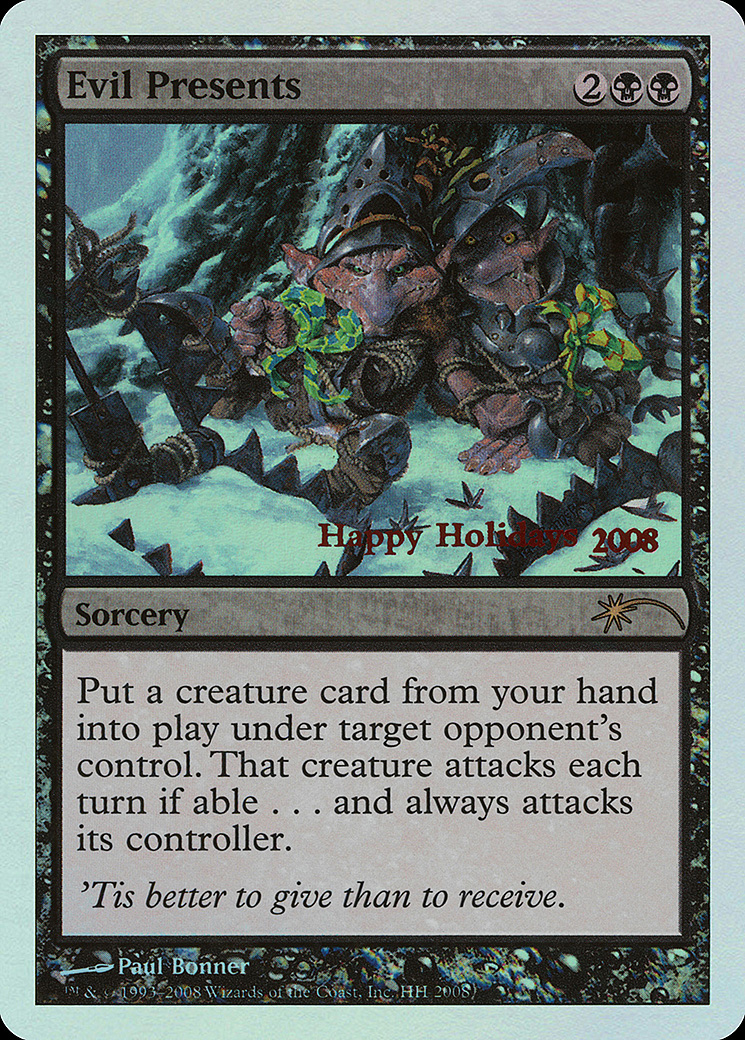 Evil Presents 2
Happy Holidays 2008
Sorcery
Put a creature card from your hand
into play under target opponent's
control. That creature attacks each
turn if able . . . and always attacks
its controller.
'Tis better to give than to receive.
Paul Bonner
™ & © 1993–2008 Wizards of the Coast, Inc. HH 2008